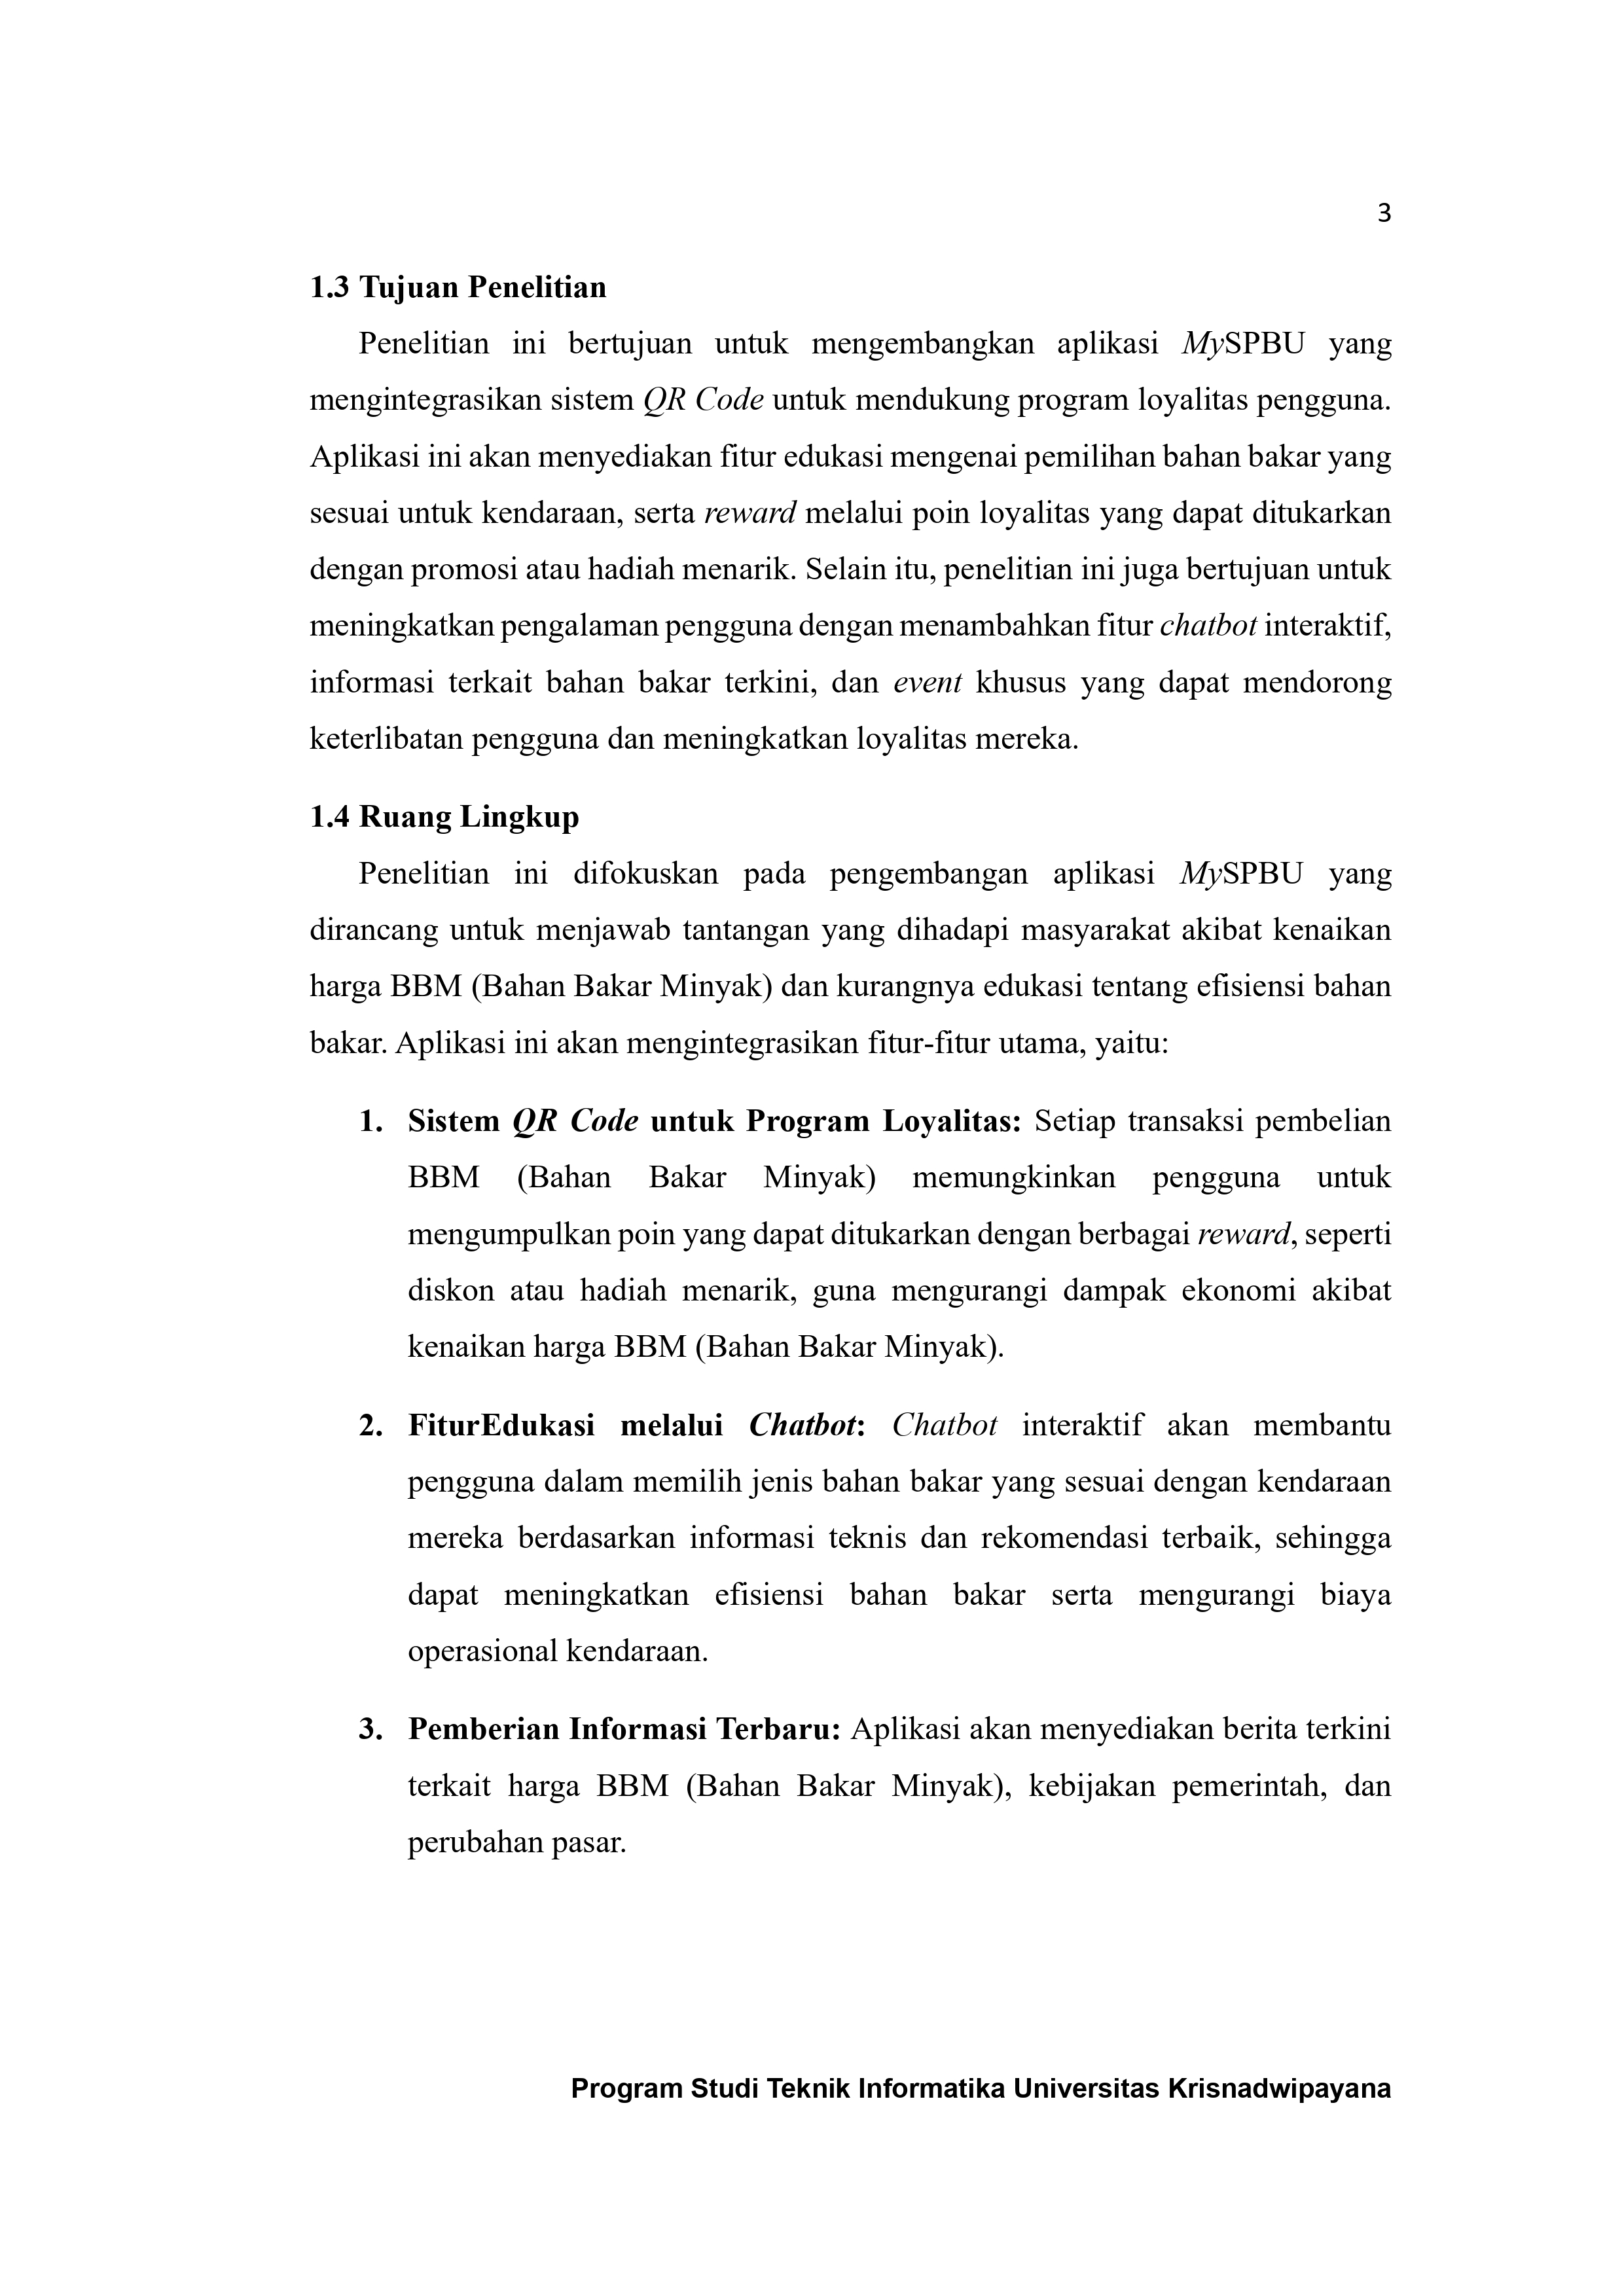 3
1.3 Tujuan Penelitian
Penelitian ini bertujuan untuk mengembangkan aplikasi MySPBU yang
mengintegrasikan sistem QR Code untuk mendukung program loyalitas pengguna.
Aplikasi ini akan menyediakan fitur edukasi mengenai pemilihan bahan bakar yang
sesuai untuk kendaraan, serta reward melalui poin loyalitas yang dapat ditukarkan
dengan promosi atau hadiah menarik. Selain itu, penelitian ini juga bertujuan untuk
meningkatkan pengalaman pengguna dengan menambahkan fitur chatbot interaktif,
informasi terkait bahan bakar terkini, dan event khusus yang dapat mendorong
keterlibatan pengguna dan meningkatkan loyalitas mereka.
1.4 Ruang Lingkup
Penelitian ini difokuskan pada pengembangan aplikasi MySPBU yang
dirancang untuk menjawab tantangan yang dihadapi masyarakat akibat kenaikan
harga BBM (Bahan Bakar Minyak) dan kurangnya edukasi tentang efisiensi bahan
bakar. Aplikasi ini akan mengintegrasikan fitur-fitur utama, yaitu:
1. Sistem QR Code untuk Program Loyalitas: Setiap transaksi pembelian
BBM (Bahan Bakar Minyak) memungkinkan pengguna untuk
mengumpulkan poin yang dapat ditukarkan dengan berbagai reward, seperti
diskon atau hadiah menarik, guna mengurangi dampak ekonomi akibat
kenaikan harga BBM (Bahan Bakar Minyak).
2. FiturEdukasi melalui Chatbot: Chatbot interaktif akan membantu
pengguna dalam memilih jenis bahan bakar yang sesuai dengan kendaraan
mereka berdasarkan informasi teknis dan rekomendasi terbaik, sehingga
dapat meningkatkan efisiensi bahan bakar serta mengurangi biaya
operasional kendaraan.
3. Pemberian Informasi Terbaru: Aplikasi akan menyediakan berita terkini
terkait harga BBM (Bahan Bakar Minyak), kebijakan pemerintah, dan
perubahan pasar.
Program Studi Teknik Informatika Universitas Krisnadwipayana